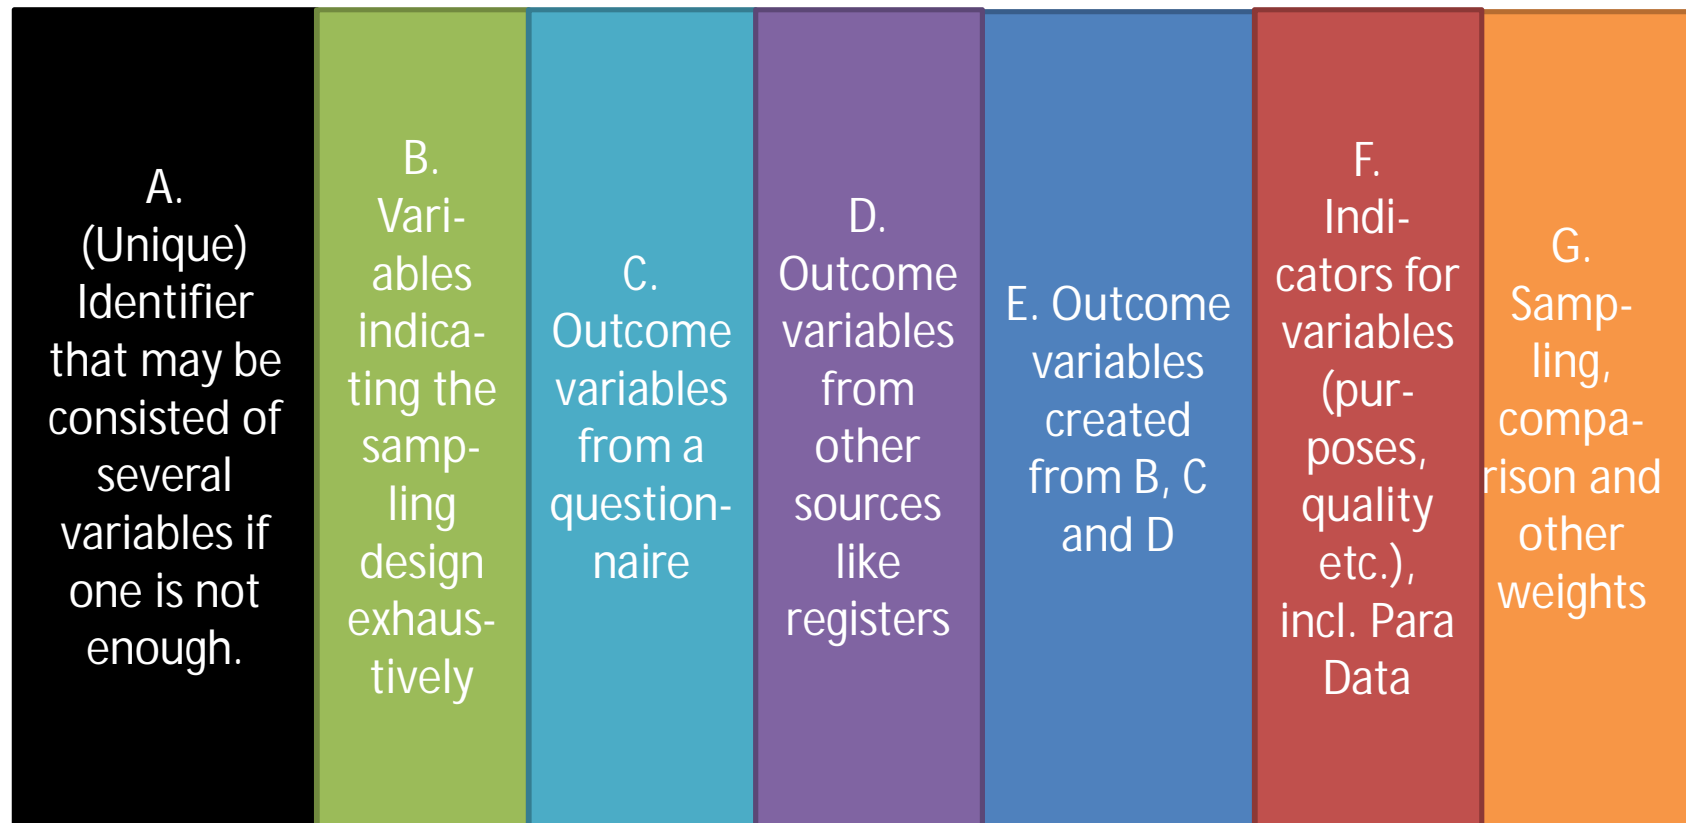 A.
(Unique)
Identifier
that may be
consisted of
several
variables if
one is not
enough.
B.
Vari-
ables
indica-
ting the
samp-
ling
design
exhaus-
tively
C.
Outcome
variables
from a
question-
naire
D.
Outcome
variables
from
other
sources
like
registers
E. Outcome
variables
created
from B, C
and D
F.
Indi-
cators for
variables
(pur-
poses,
quality
etc.),
incl. Para
Data
G.
Samp-
ling,
compa-
rison and
other
weights